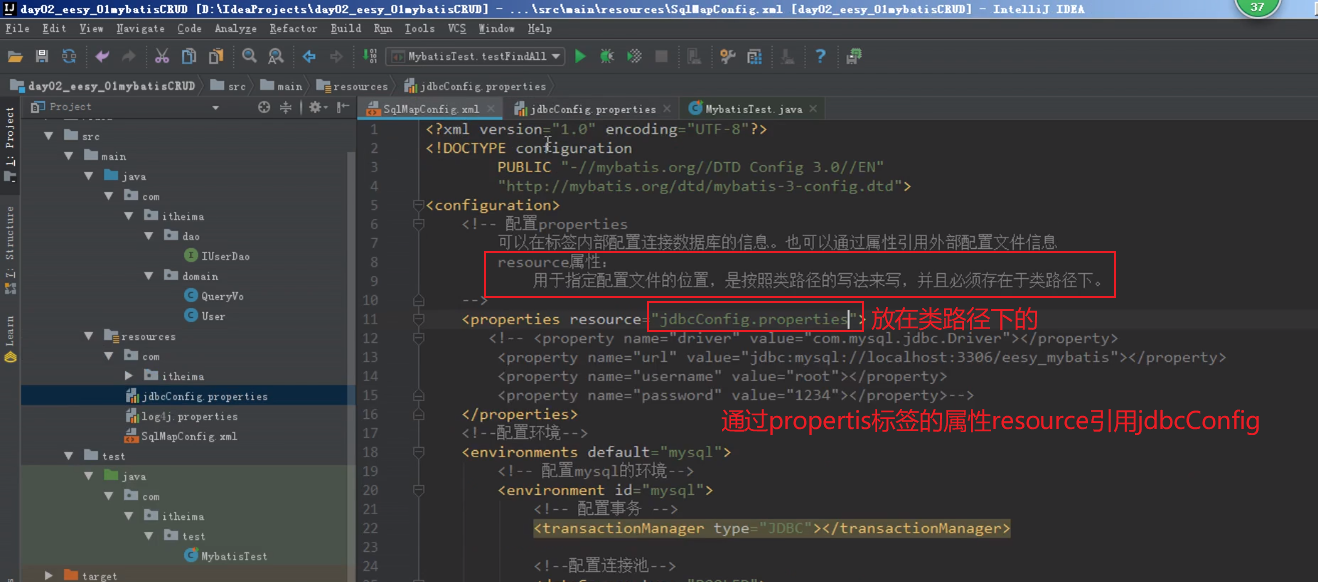 day02_eesy_01mybatisCRUD [D:\IdeaProjects\day02_eesy_01mybatisCRUD] - ...\src\main\resources\SqlMapConfig.xml [day02_eesy_01mybatisCRUD] - IntelliJ IDEA
37
File Edit View Navigate Code Analyze Refactor Build Run Tools VCS Window Help
MybatisTest.testFindAll
day02_eesy_01mybatisCRUD src main resources jdbcConfig.properties
Project
SqlMapConfig.xml jdbcConfig.properties MybatisTest.java
1: Project
7: Structure
Learn
src
main
java
com
itheima
dao
IUserDao
domain
QueryVo
User
resources
com
itheima
jdbcConfig.properties
log4j.properties
SqlMapConfig.xml
test
java
com
itheima
test
MybatisTest
target
1 <?xml version="1.0" encoding="UTF-8"?>
2 <!DOCTYPE configuration
3 PUBLIC "-//mybatis.org//DTD Config 3.0//EN"
4 "http://mybatis.org/dtd/mybatis-3-config.dtd">
5 <configuration>
6 <!-- 配置properties
7 可以在标签内部配置连接数据库的信息。也可以通过属性引用外部配置文件信息
8 resource属性:
9 用于指定配置文件的位置，是按照类路径的写法来写，并且必须存在于类路径下。
10 -->
11 <properties resource="jdbcConfig.properties"> 放在类路径下的
12 <!-- <property name="driver" value="com.mysql.jdbc.Driver"></property>
13 <property name="url" value="jdbc:mysql://localhost:3306/eesy_mybatis"></property>
14 <property name="username" value="root"></property>
15 <property name="password" value="1234"></property>-->
16 </properties>
通过propertis标签的属性resource引用jdbcConfig
17 <!--配置环境-->
18 <environments default="mysql">
19 <!-- 配置mysql的环境-->
20 <environment id="mysql">
21 <!-- 配置事务 -->
22 <transactionManager type="JDBC"></transactionManager>
23
24 <!--配置连接池-->